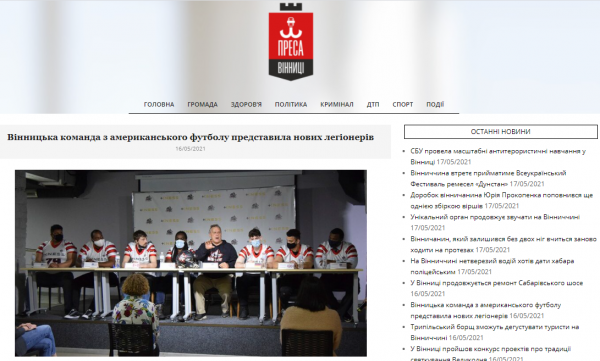 ПРЕСА
ВІННИЦІ
ГОЛОВНА ГРОМАДА ЗДОРОВ'Я ПОЛІТИКА КРИМІНАЛ ДТП СПОРТ ПОДІЇ
Вінницька команда з американського футболу представила нових легіонерів
16/05/2021
ОСТАННІ НОВИНИ
СБУ провела масштабні антитерористичні навчання у
Вінниці 17/05/2021
Вінниччина втретє прийматиме Всеукраїнський
Фестиваль ремесел «Дунстан» 17/05/2021
Доробок вінничанина Юрія Прокопенка поповнився ще
однією збіркою віршів 17/05/2021
Унікальний орган продовжує звучати на Вінниччині
17/05/2021
Вінничанин, який залишився без двох ніг вчиться заново
ходити на протезах 17/05/2021
На Вінниччині нетверезий водій хотів дати хабара
поліцейським 17/05/2021
У Вінниці продовжується ремонт Сабарівського шосе
16/05/2021
Вінницька команда з американського футболу
представила нових легіонерів 16/05/2021
Трипільський борщ зможуть дегустувати туристи на
Вінниччині 16/05/2021
У Вінниці пройшов конкурс проектів про традиції
святкування Великодня 16/05/2021